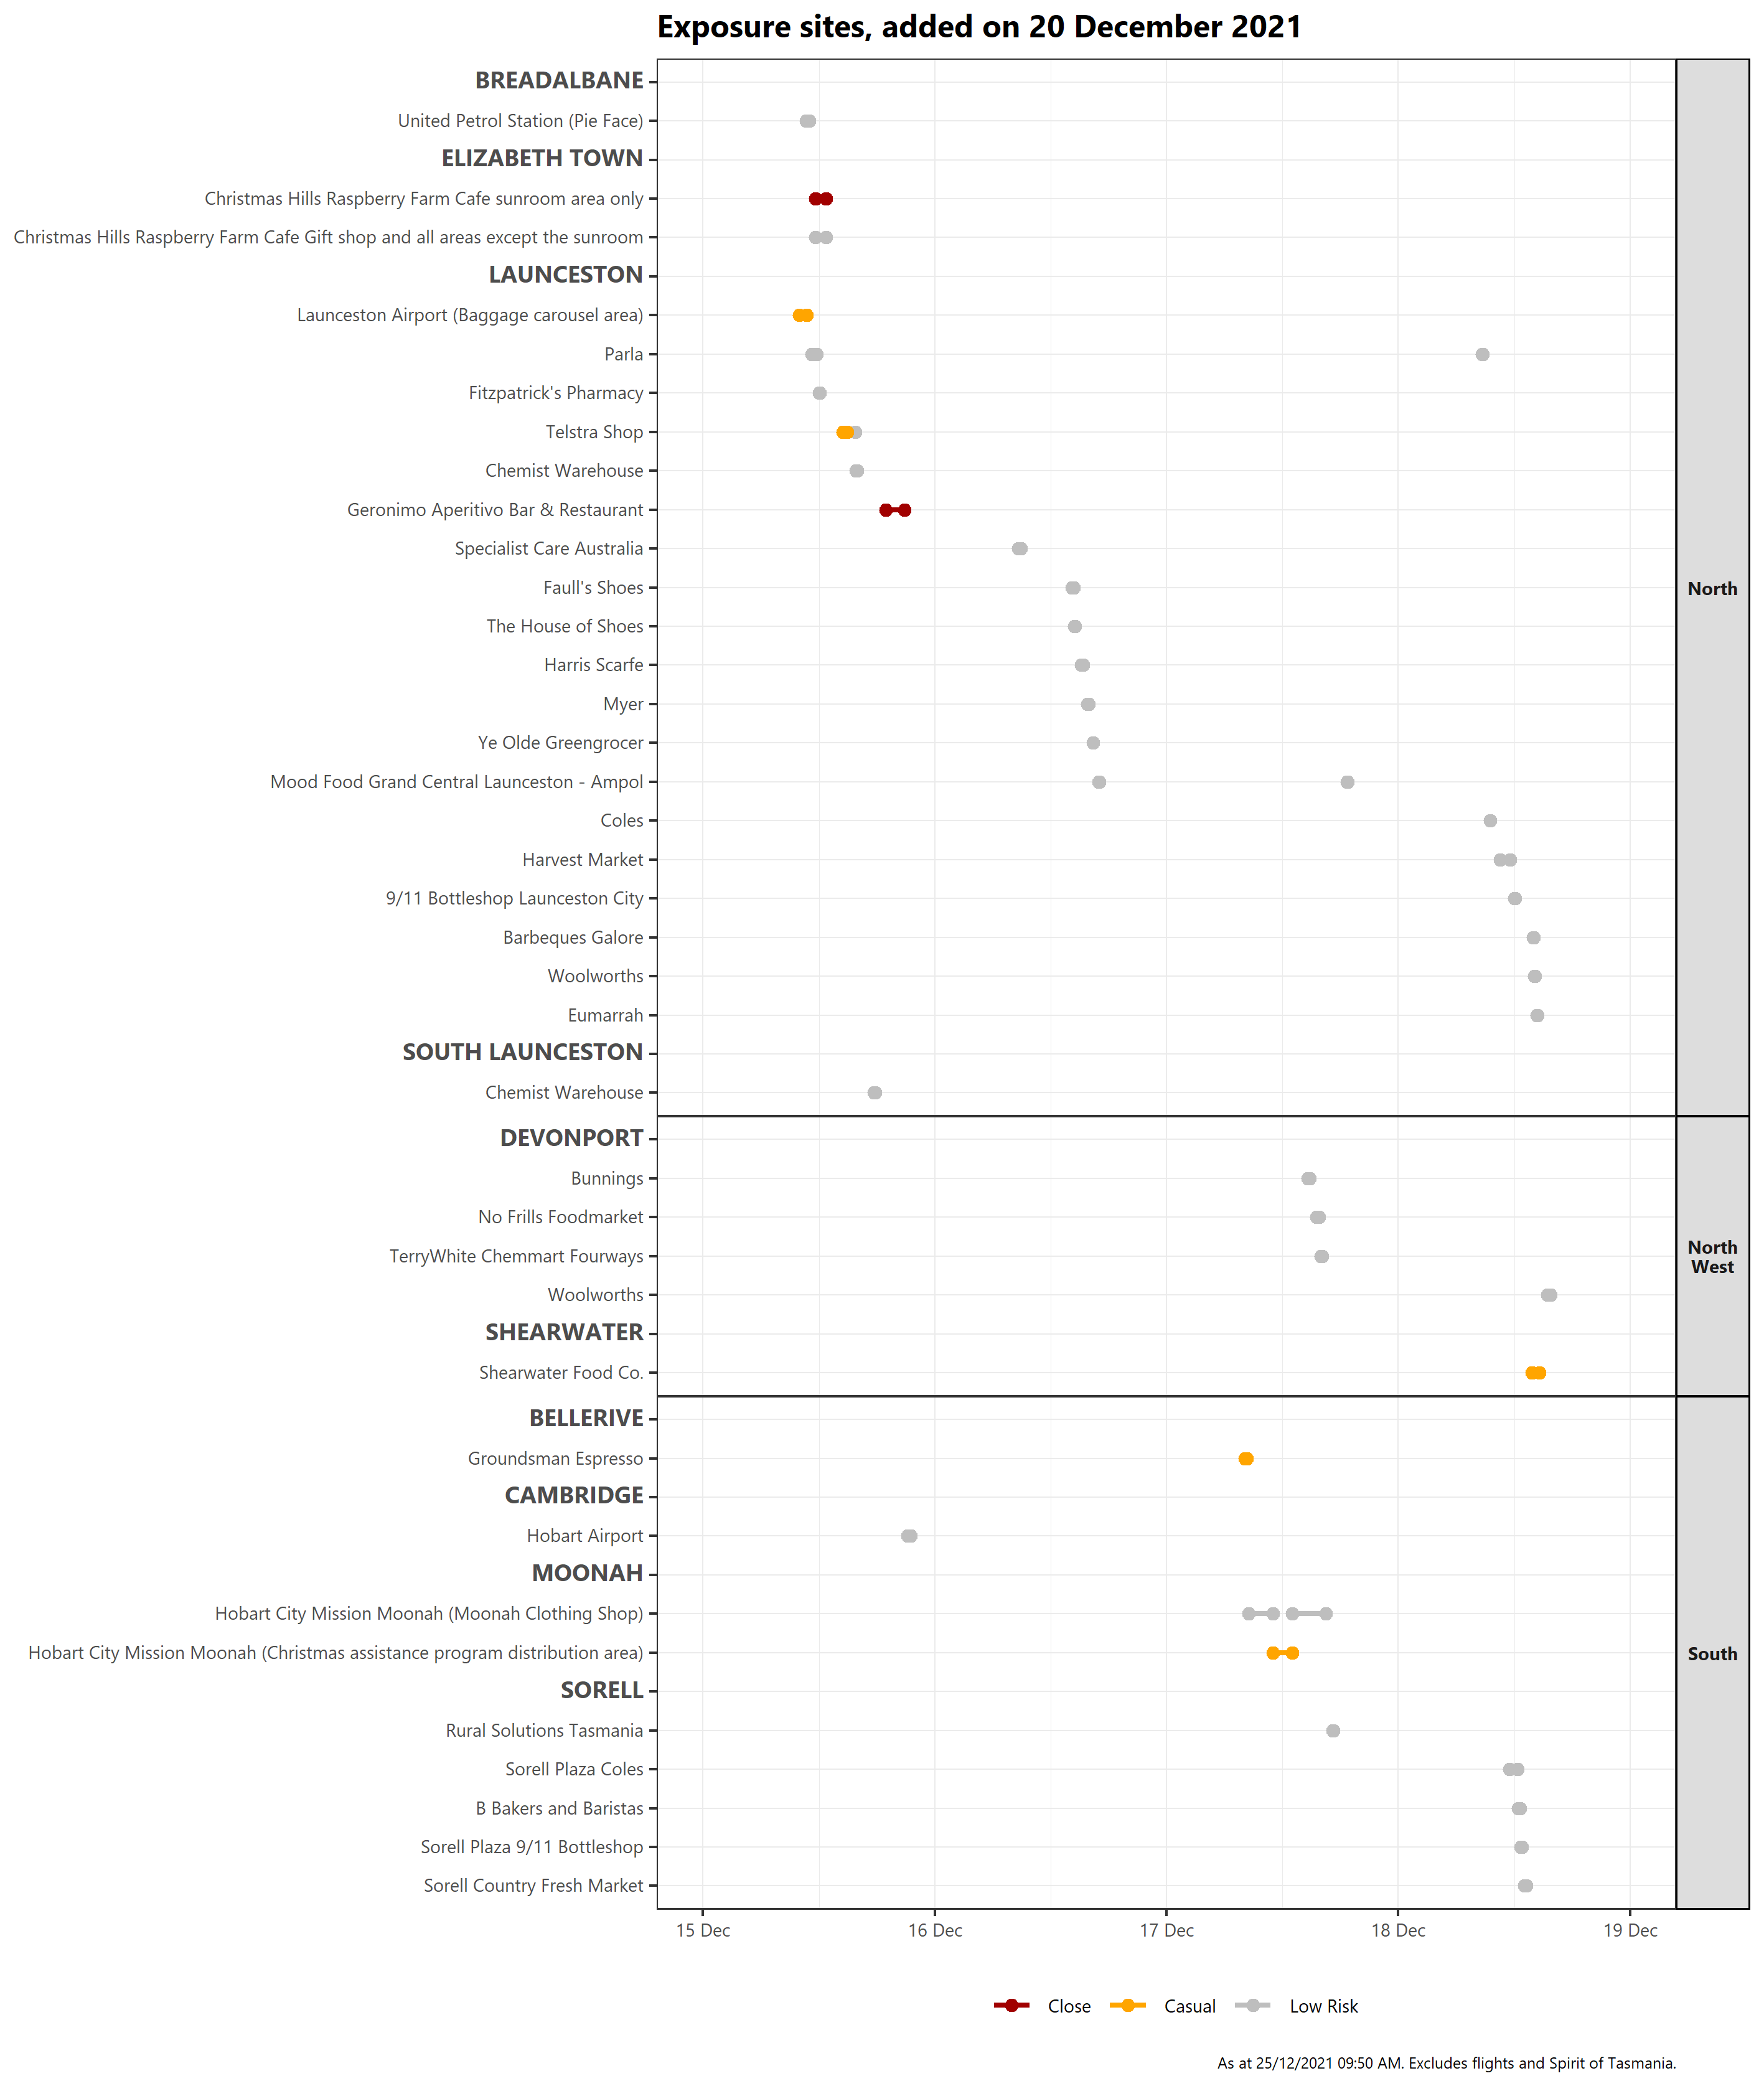 Exposure sites, added on 20 December 2021
BREADALBANE
United Petrol Station (Pie Face)
ELIZABETH TOWN
Christmas Hills Raspberry Farm Cafe sunroom area only
Christmas Hills Raspberry Farm Cafe Gift shop and all areas except the sunroom
LAUNCESTON
Launceston Airport (Baggage carousel area)
Parla
Fitzpatrick's Pharmacy
Telstra Shop
Chemist Warehouse
Geronimo Aperitivo Bar & Restaurant
Specialist Care Australia
Faull's Shoes
North
The House of Shoes
Harris Scarfe
Myer
Ye Olde Greengrocer
Mood Food Grand Central Launceston - Ampol
Coles
Harvest Market
9/11 Bottleshop Launceston City
Barbeques Galore
Woolworths
Eumarrah
SOUTH LAUNCESTON
Chemist Warehouse
DEVONPORT
Bunnings
No Frills Foodmarket
TerryWhite Chemmart Fourways
North
West
Woolworths
SHEARWATER
Shearwater Food Co.
BELLERIVE
Groundsman Espresso
CAMBRIDGE
Hobart Airport
MOONAH
Hobart City Mission Moonah (Moonah Clothing Shop)
Hobart City Mission Moonah (Christmas assistance program distribution area)
South
SORELL
Rural Solutions Tasmania
Sorell Plaza Coles
B Bakers and Baristas
Sorell Plaza 9/11 Bottleshop
Sorell Country Fresh Market
15 Dec 16 Dec 17 Dec 18 Dec 19 Dec
Close Casual Low Risk
As at 25/12/2021 09:50 AM. Excludes flights and Spirit of Tasmania.